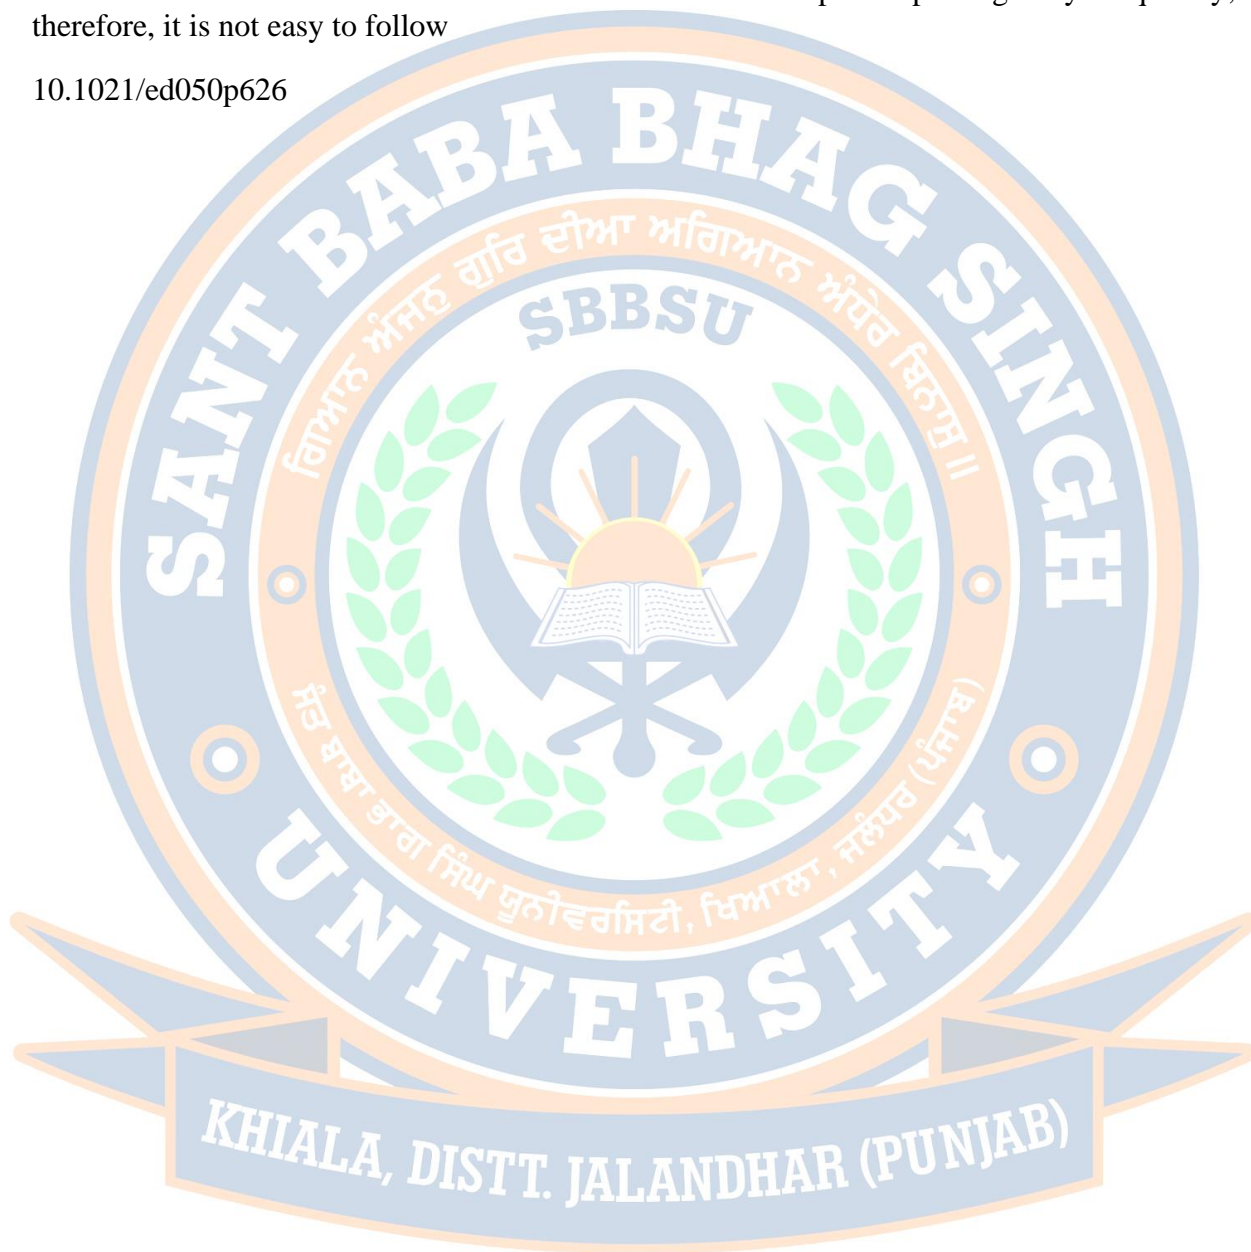 therefore, it is not easy to follow
10.1021/ed050p626
SANT BABA BHAG SINGH
ਗਿਆਨ ਅੰਜਨੁ ਗੁਰਿ ਦੀਆ ਅਗਿਆਨ ਅੰਧੇਰ ਬਿਨਾਸੁ ॥
SBBSU
ਸੰਤ ਬਾਬਾ ਭਾਗ ਸਿੰਘ ਯੂਨੀਵਰਸਿਟੀ, ਖਿਆਲਾ, ਜਲੰਧਰ (ਪੰਜਾਬ)
UNIVERSITY
KHIALA, DISTT. JALANDHAR (PUNJAB)